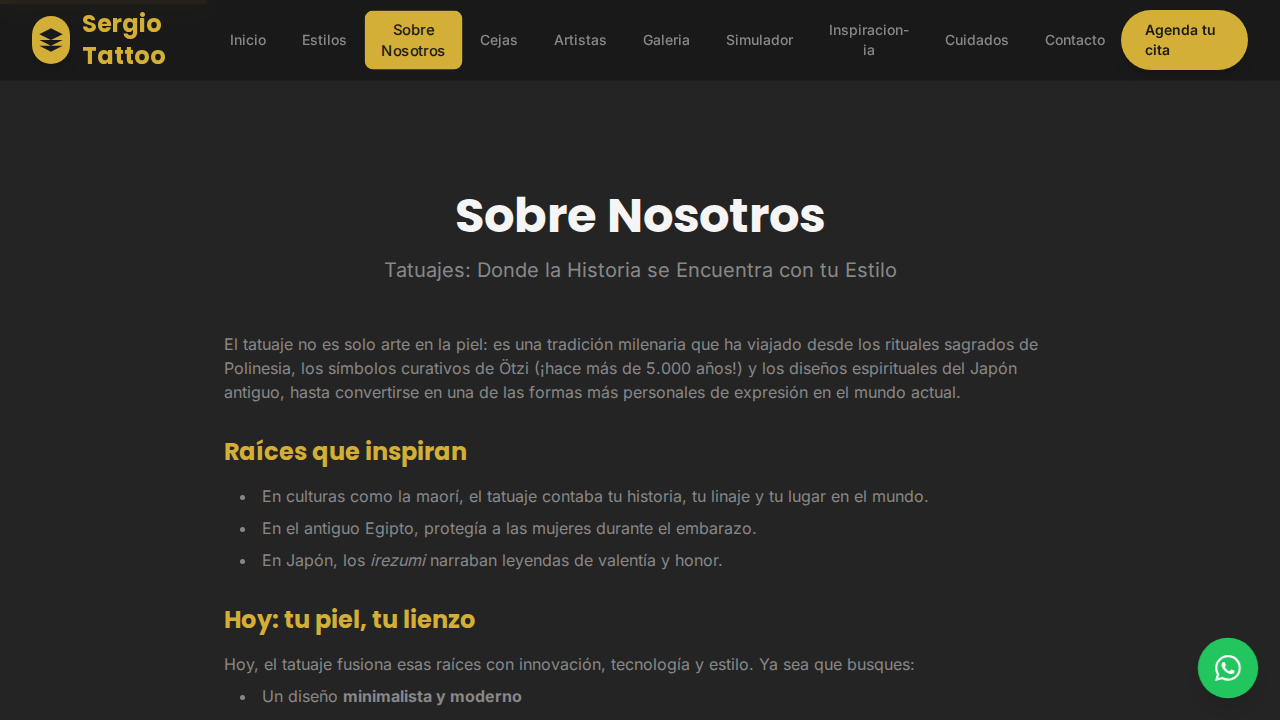 Sergio
Tattoo
Inicio
Estilos
Sobre
Nosotros
Cejas
Artistas
Galeria
Simulador
Inspiracion-
ia
Cuidados
Contacto
Agenda tu
cita
Sobre Nosotros
Tatuajes: Donde la Historia se Encuentra con tu Estilo
El tatuaje no es solo arte en la piel: es una tradición milenaria que ha viajado desde los rituales sagrados de
Polinesia, los símbolos curativos de Ötzi (¡hace más de 5.000 años!) y los diseños espirituales del Japón
antiguo, hasta convertirse en una de las formas más personales de expresión en el mundo actual.
Raíces que inspiran
• En culturas como la maorí, el tatuaje contaba tu historia, tu linaje y tu lugar en el mundo.
• En el antiguo Egipto, protegía a las mujeres durante el embarazo.
• En Japón, los irezumi narraban leyendas de valentía y honor.
Hoy: tu piel, tu lienzo
Hoy, el tatuaje fusiona esas raíces con innovación, tecnología y estilo. Ya sea que busques:
• Un diseño minimalista y moderno